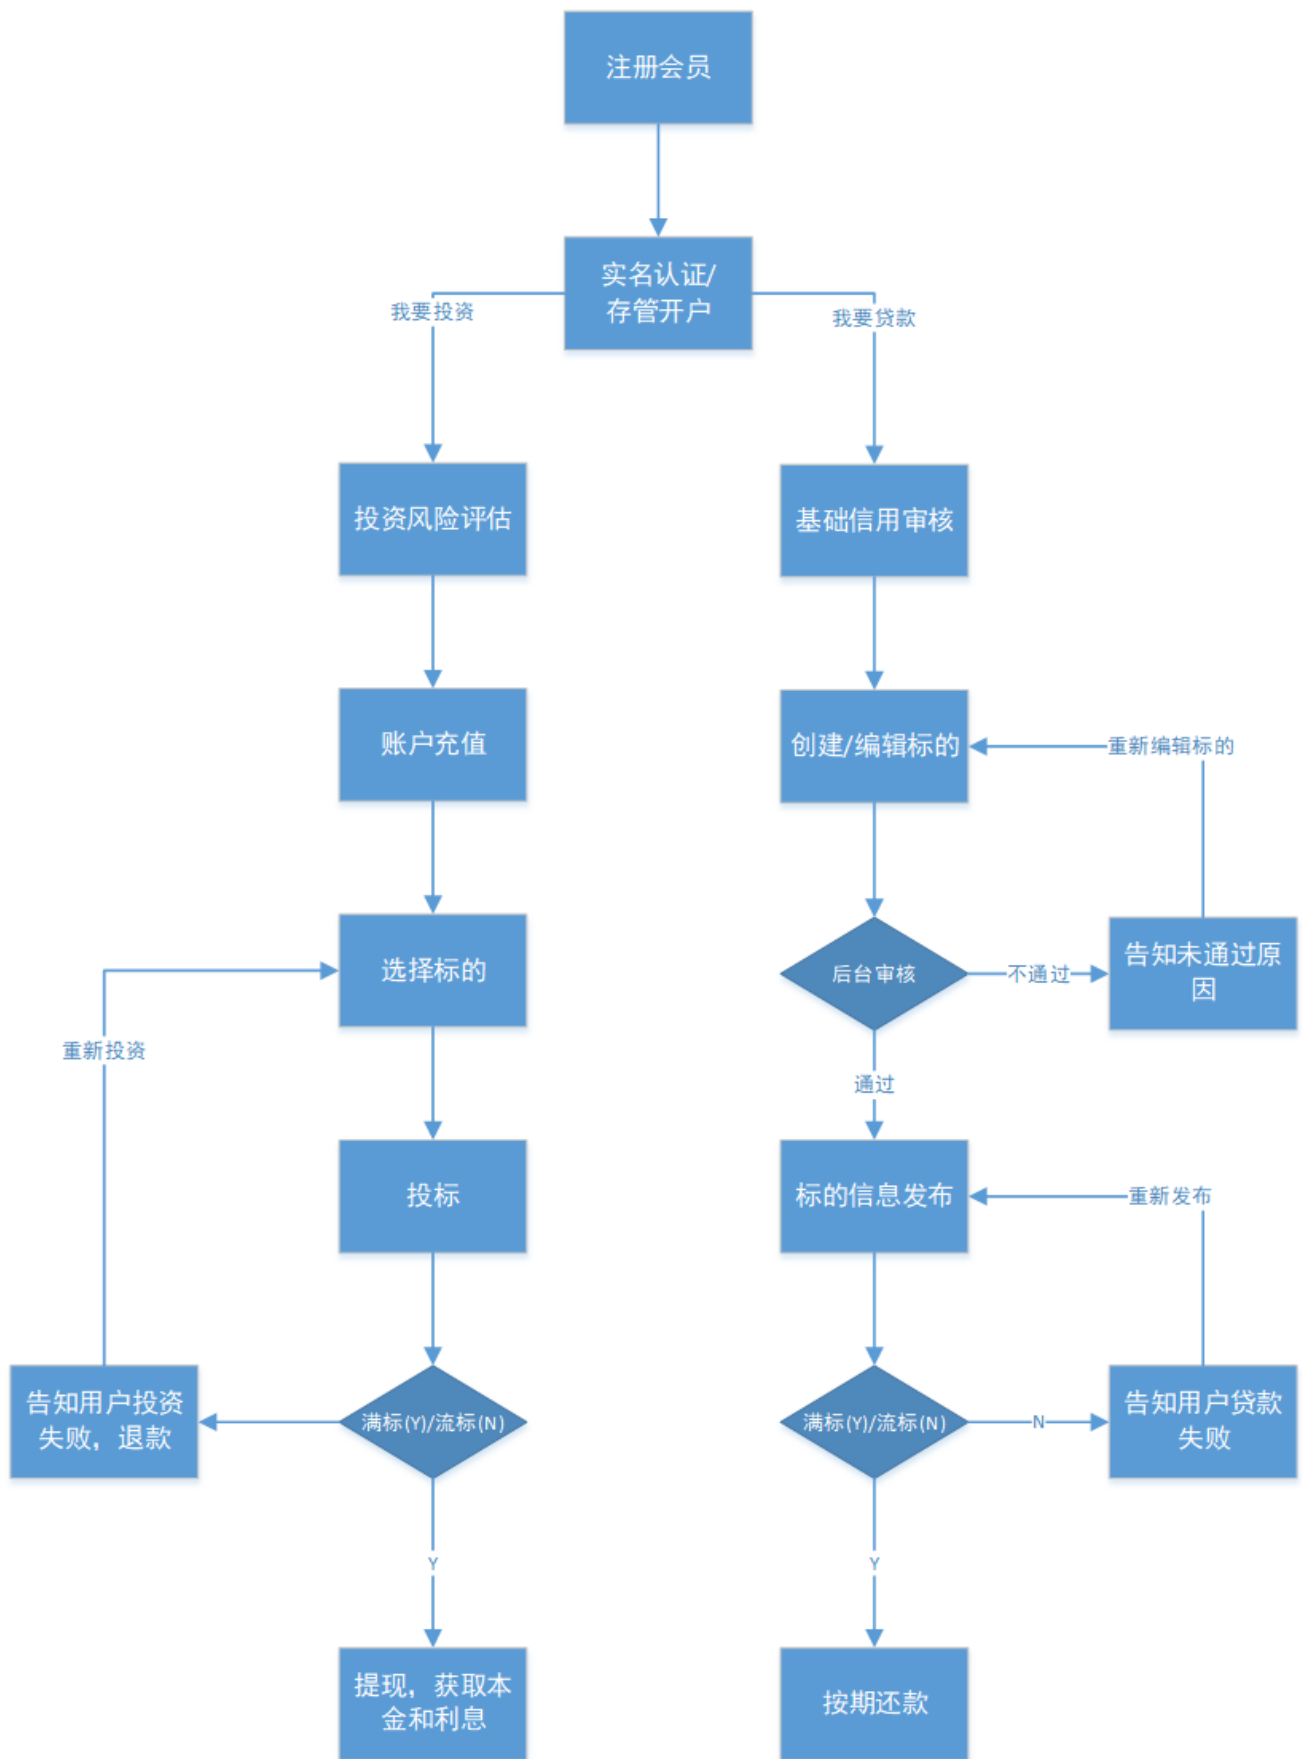 注册会员
实名认证/
存管开户
我要投资
我要贷款
投资风险评估
基础信用审核
账户充值
创建/编辑标的
重新编辑标的
选择标的
后台审核
不通过
告知未通过原
因
重新投资
通过
投标
标的信息发布
重新发布
告知用户投资
失败，退款
满标(Y)/流标(N)
满标(Y)/流标(N)
N
告知用户贷款
失败
Y
Y
提现，获取本
金和利息
按期还款